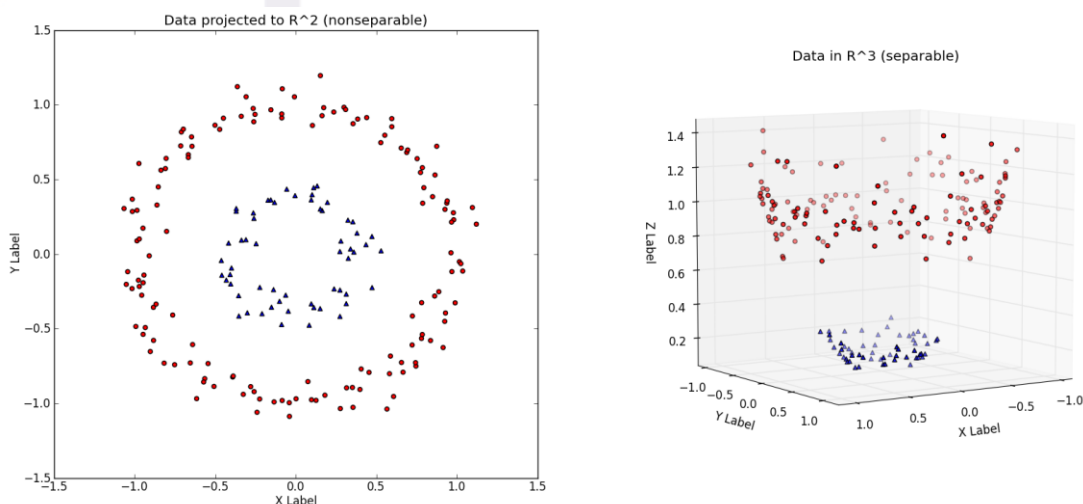 Data projected to R^2 (nonseparable)
1.5
1.0
0.5
0.0
−0.5
−1.0
−1.5
Y Label
−1.5 −1.0 −0.5 0.0 0.5 1.0 1.5
X Label
Data in R^3 (separable)
1.4
1.2
1.0
0.8
0.6
0.4
0.2
Z Label
−1.0
−0.5
0.0
0.5
1.0
Y Label
1.0 0.5 0.0 −0.5 −1.0
X Label